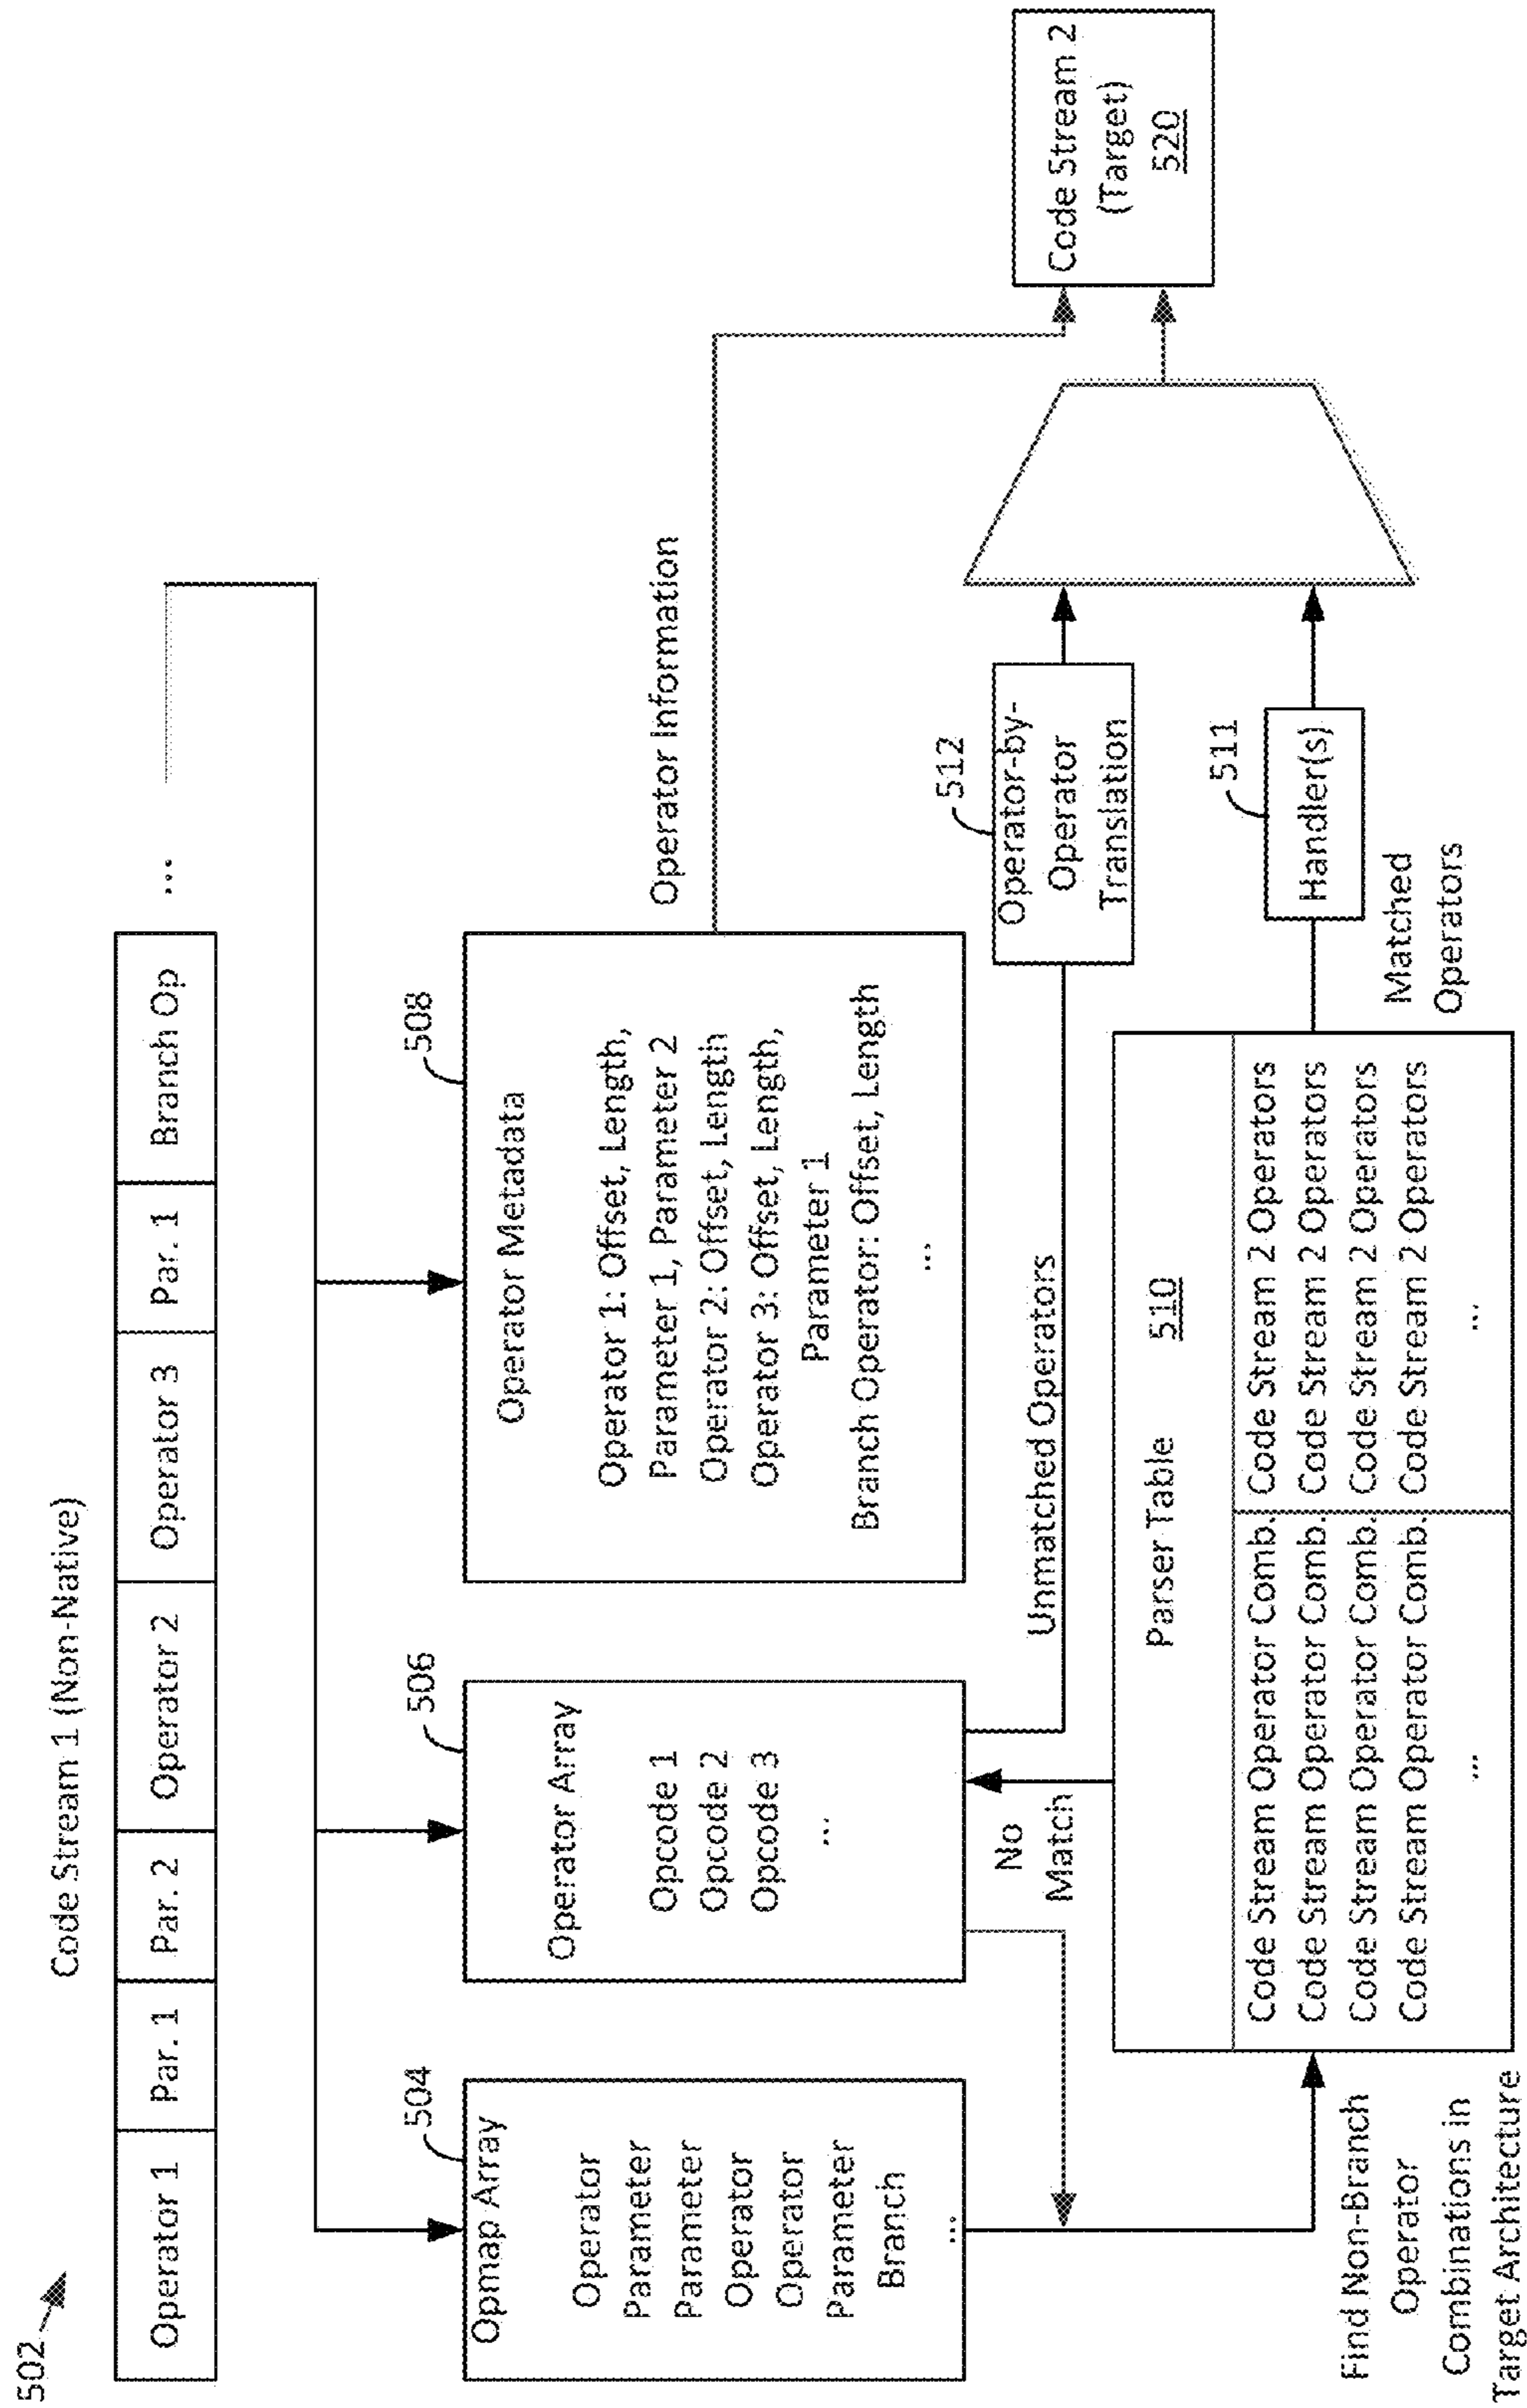 502
Code Stream 1 (Non-Native)
Operator 1
Par. 1
Par. 2
Operator 2
Operator 3
Par. 1
Branch Op
...
504
Opmap Array
Operator
Parameter
Parameter
Operator
Operator
Parameter
Branch
...
506
Operator Array
Opcode 1
Opcode 2
Opcode 3
...
508
Operator Metadata
Operator 1: Offset, Length,
Parameter 1, Parameter 2
Operator 2: Offset, Length
Operator 3: Offset, Length,
Parameter 1
Branch Operator: Offset, Length
...
Operator Information
No
Match
Unmatched Operators
512
Operator-by-
Operator
Translation
Find Non-Branch
Operator
Combinations in
Target Architecture
Parser Table
510
Code Stream Operator Comb.
Code Stream 2 Operators
Code Stream Operator Comb.
Code Stream 2 Operators
Code Stream Operator Comb.
Code Stream 2 Operators
Code Stream Operator Comb.
Code Stream 2 Operators
...
...
511
Handler(s)
Matched
Operators
Code Stream 2
(Target)
520